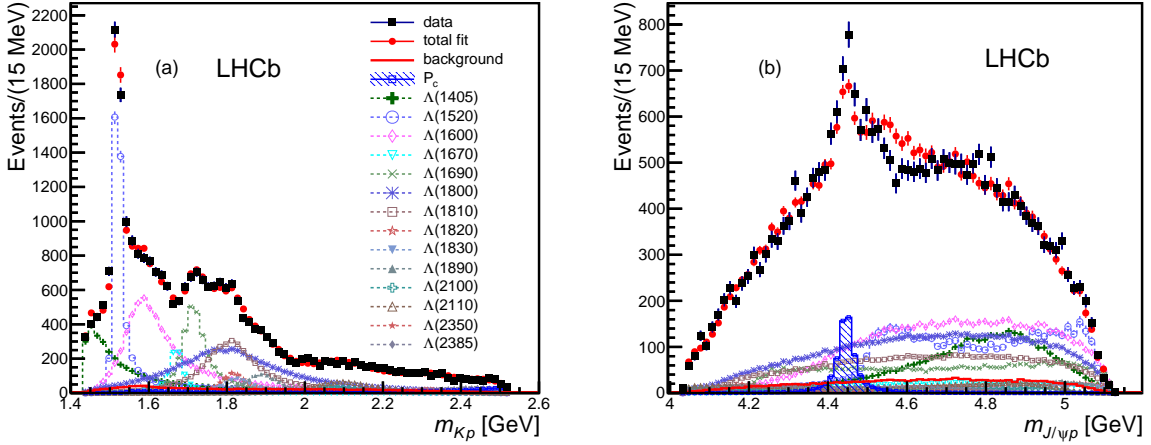 Events/(15 MeV)
2200
2000
1800
1600
1400
1200
1000
800
600
400
200
0
1.4 1.6 1.8 2 2.2 2.4 2.6
m_{Kp} [GeV]
(a) LHCb
data
total fit
background
P_c
Λ(1405)
Λ(1520)
Λ(1600)
Λ(1670)
Λ(1690)
Λ(1800)
Λ(1810)
Λ(1820)
Λ(1830)
Λ(1890)
Λ(2100)
Λ(2110)
Λ(2350)
Λ(2385)
Events/(15 MeV)
800
700
600
500
400
300
200
100
0
4 4.2 4.4 4.6 4.8 5
m_{J/ψp} [GeV]
(b) LHCb